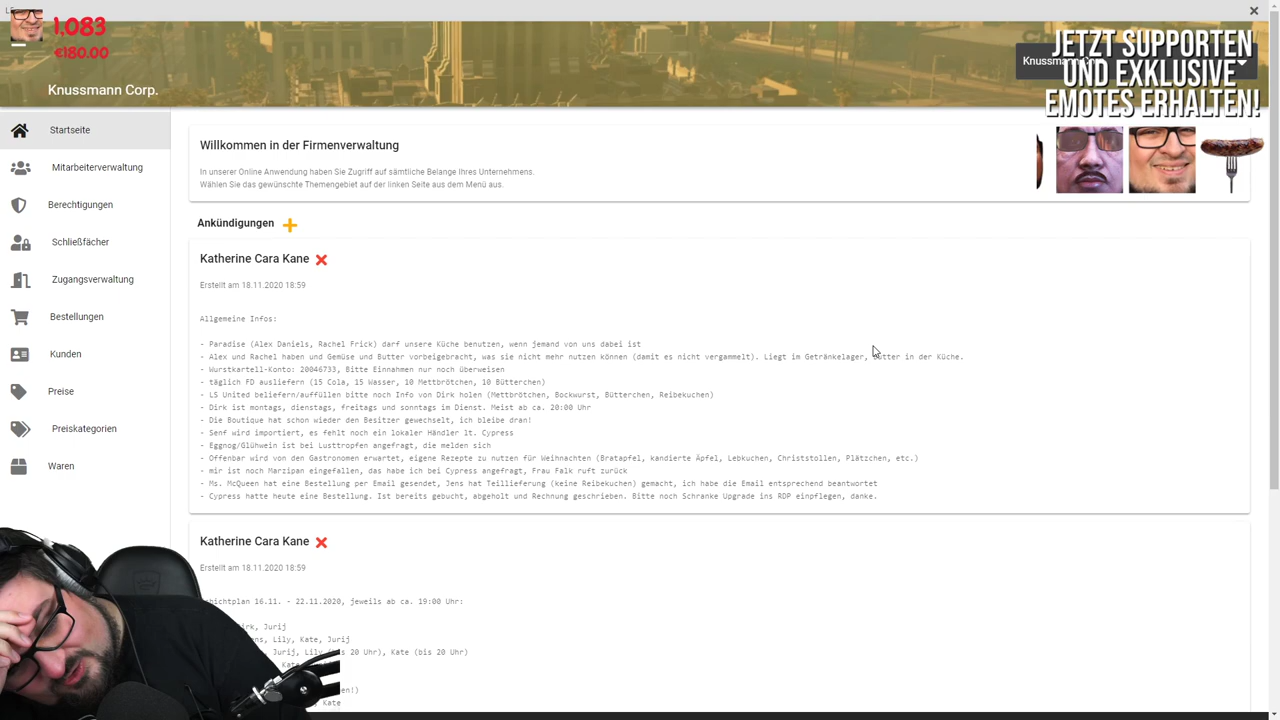 1,083
€180.00
Knussmann Corp.
JETZT SUPPORTEN
UND EXKLUSIVE
EMOTES ERHALTEN!
Startseite
Mitarbeiterverwaltung
Berechtigungen
Schließfächer
Zugangsverwaltung
Bestellungen
Kunden
Preise
Preiskategorien
Waren
Willkommen in der Firmenverwaltung
In unserer Online Anwendung haben Sie Zugriff auf sämtliche Belange Ihres Unternehmens.
Wählen Sie das gewünschte Themengebiet auf der linken Seite aus dem Menü aus.
Ankündigungen
Katherine Cara Kane
Erstellt am 18.11.2020 18:59
Allgemeine Infos:
- Paradise (Alex Daniels, Rachel Frick) darf unsere Küche benutzen, wenn jemand von uns dabei ist
- Alex und Rachel haben und Gemüse und Butter vorbeigebracht, was sie nicht mehr nutzen können (damit es nicht vergammelt). Liegt im Getränkelager, Butter in der Küche.
- Wurstkartell-Konto: 20046733, Bitte Einnahmen nur noch überweisen
- täglich FD ausliefern (15 Cola, 15 Wasser, 10 Mettbrötchen, 10 Bütterchen)
- LS United beliefern/auffüllen bitte noch Info von Dirk holen (Mettbrötchen, Bockwurst, Bütterchen, Reibekuchen)
- Dirk ist montags, dienstags, freitags und sonntags im Dienst. Meist ab ca. 20:00 Uhr
- Die Boutique hat schon wieder den Besitzer gewechselt, ich bleibe dran!
- Senf wird importiert, es fehlt noch ein lokaler Händler lt. Cypress
- Eggnog/Glühwein ist bei Lusttropfen angefragt, die melden sich
- Offenbar wird von den Gastronomen erwartet, eigene Rezepte zu nutzen für Weihnachten (Bratapfel, kandierte Äpfel, Lebkuchen, Christstollen, Plätzchen, etc.)
- mir ist noch Marzipan eingefallen, das habe ich bei Cypress angefragt, Frau Falk ruft zurück
- Ms. McQueen hat eine Bestellung per Email gesendet, Jens hat Teillieferung (keine Reibekuchen) gemacht, ich habe die Email entsprechend beantwortet
- Cypress hatte heute eine Bestellung. Ist bereits gebucht, abgeholt und Rechnung geschrieben. Bitte noch Schranke Upgrade ins RDP einpflegen, danke.
Katherine Cara Kane
Erstellt am 18.11.2020 18:59
16.11. - 22.11.2020, jeweils ab ca. 19:00 Uhr:
Jurij
Lily, Kate, Jurij
Jurij, Lily 20 Uhr), Kate (bis 20 Uhr)
Kate